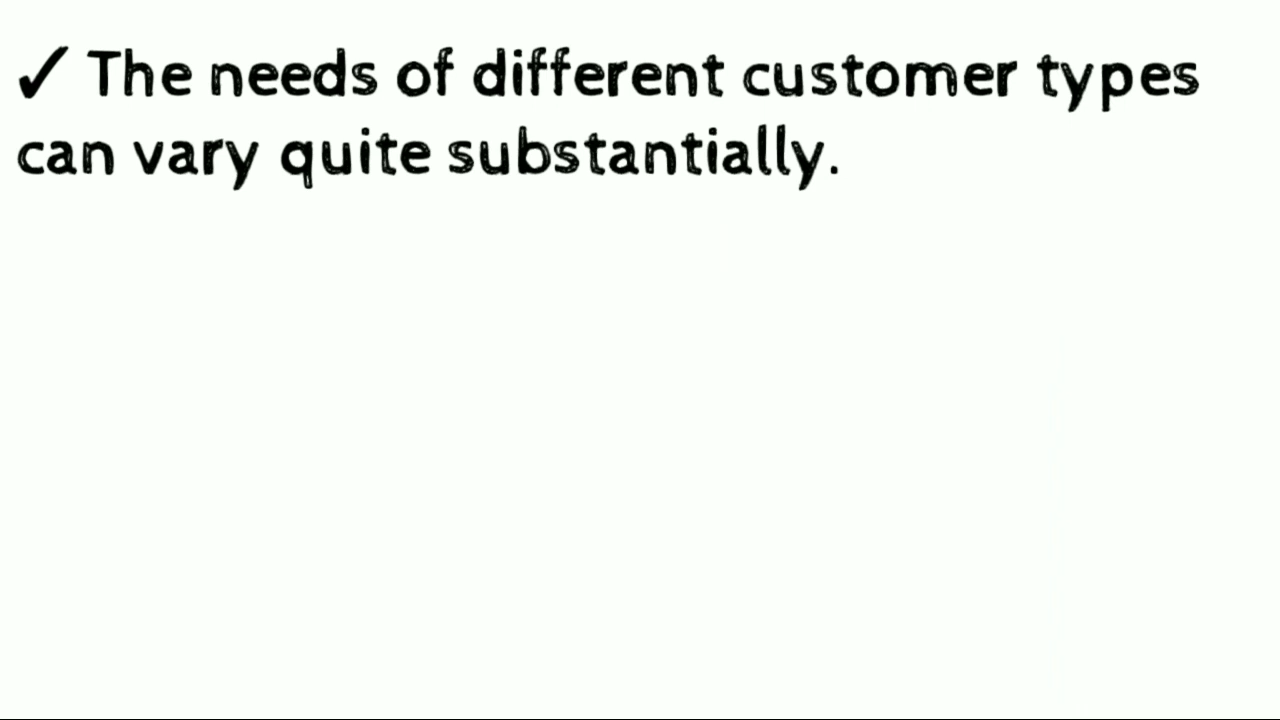 ✓ The needs of different customer types
can vary quite substantially.